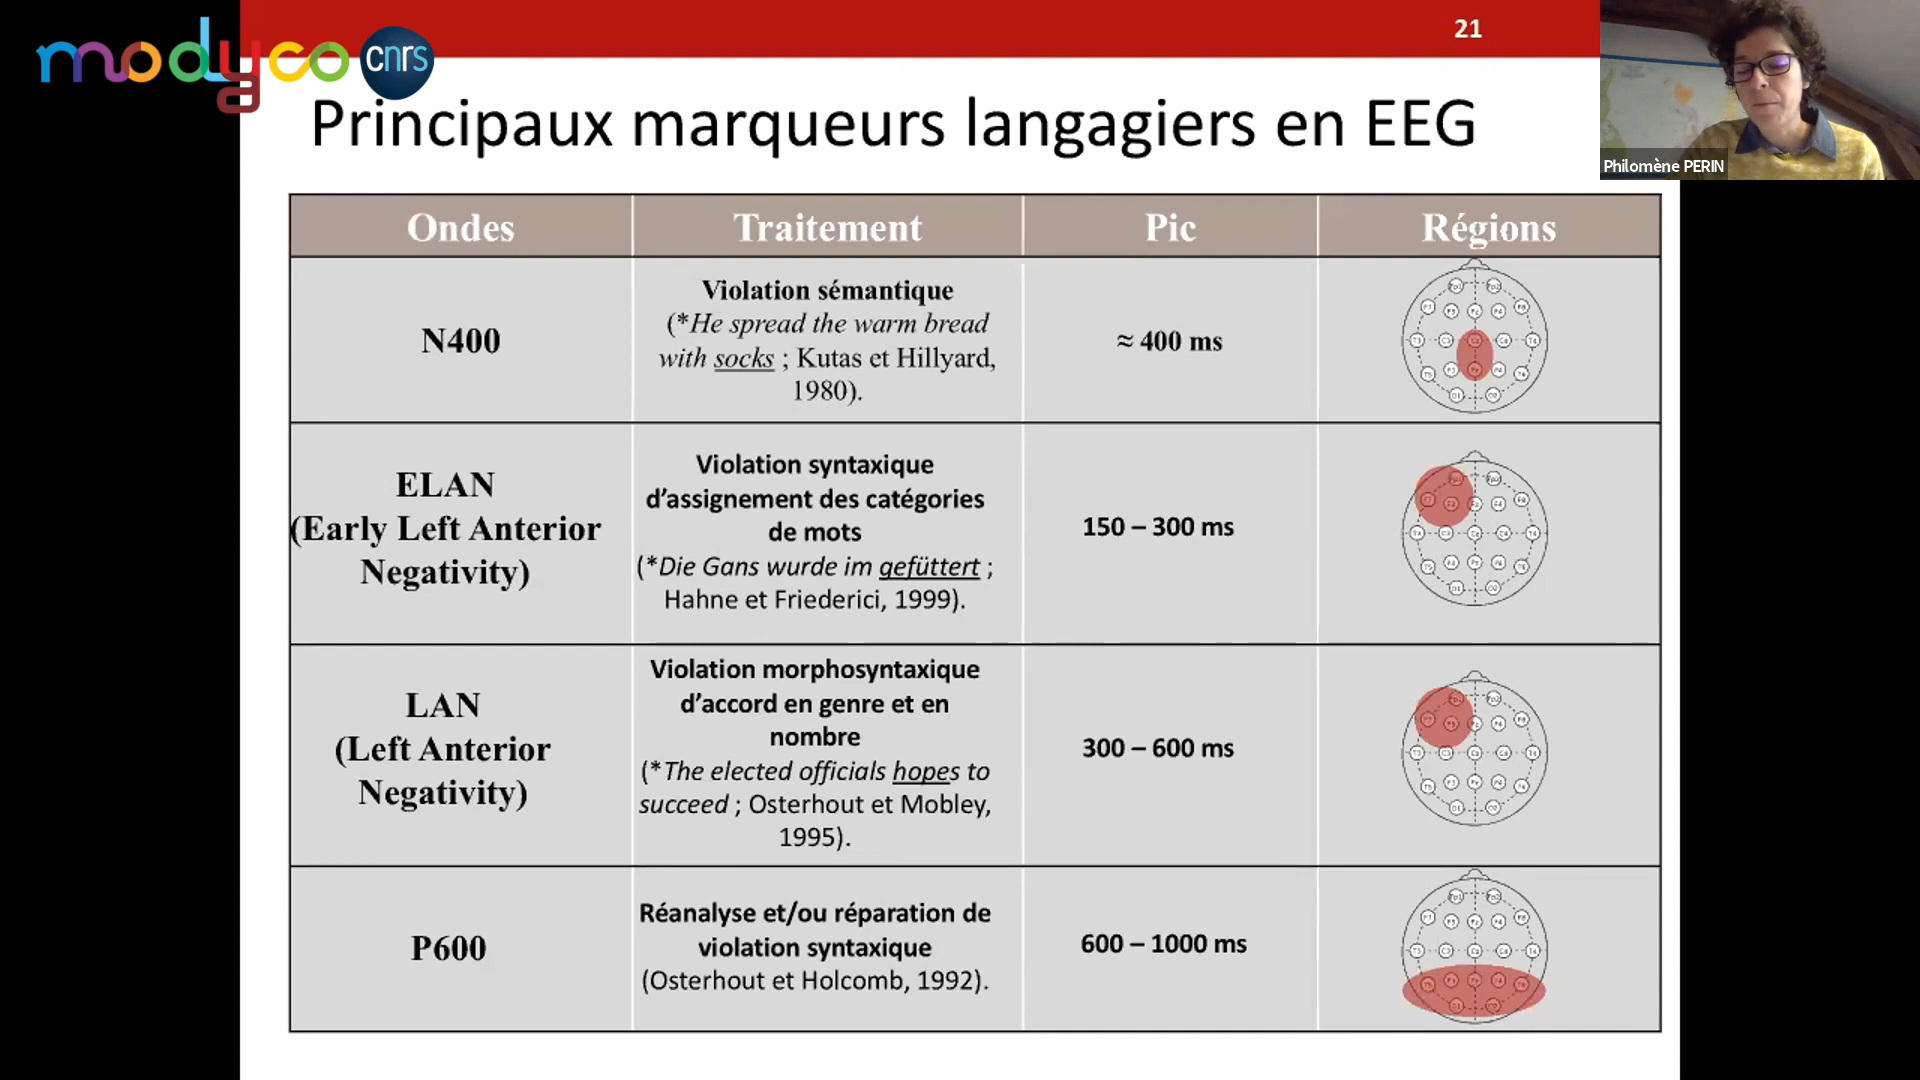 21
modyco cnrs
Principaux marqueurs langagiers en EEG
Philomène PERIN
Ondes Traitement Pic Régions
N400
Violation sémantique
(*He spread the warm bread
with socks ; Kutas et Hillyard,
1980).
≈ 400 ms
ELAN
(Early Left Anterior
Negativity)
Violation syntaxique
d’assignement des catégories
de mots
(*Die Gans wurde im gefüttert ;
Hahne et Friederici, 1999).
150 – 300 ms
LAN
(Left Anterior
Negativity)
Violation morphosyntaxique
d’accord en genre et en
nombre
(*The elected officials hopes to
succeed ; Osterhout et Mobley,
1995).
300 – 600 ms
P600
Réanalyse et/ou réparation de
violation syntaxique
(Osterhout et Holcomb, 1992).
600 – 1000 ms